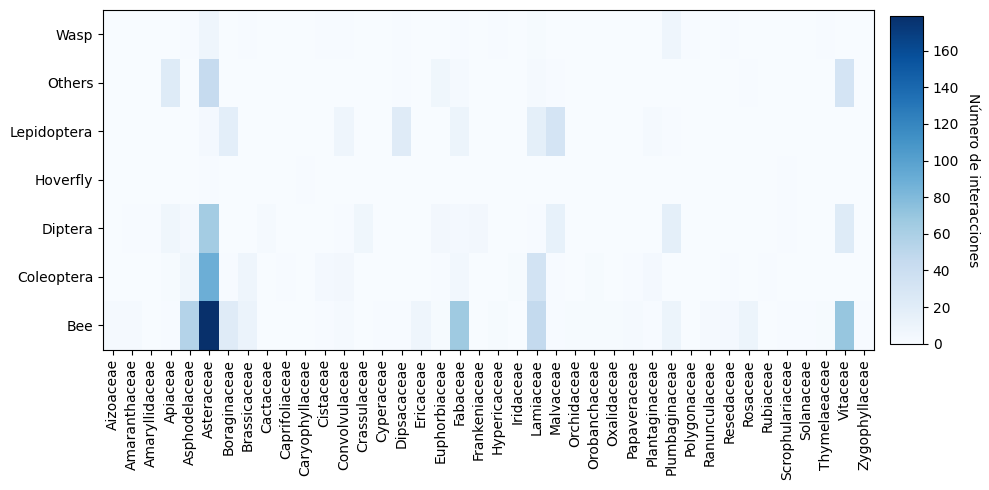 Wasp
Others
Lepidoptera
Hoverfly
Diptera
Coleoptera
Bee
Aizoaceae
Amaranthaceae
Amaryllidaceae
Apiaceae
Asphodelaceae
Asteraceae
Boraginaceae
Brassicaceae
Cactaceae
Caprifoliaceae
Caryophyllaceae
Cistaceae
Convolvulaceae
Crassulaceae
Cyperaceae
Dipsacaceae
Ericaceae
Euphorbiaceae
Fabaceae
Frankeniaceae
Hypericaceae
Iridaceae
Lamiaceae
Malvaceae
Orchidaceae
Orobanchaceae
Oxalidaceae
Papaveraceae
Plantaginaceae
Plumbaginaceae
Polygonaceae
Ranunculaceae
Resedaceae
Rosaceae
Rubiaceae
Scrophulariaceae
Solanaceae
Thymelaeaceae
Vitaceae
Zygophyllaceae
160
140
120
100
80
60
40
20
0
Número de interacciones